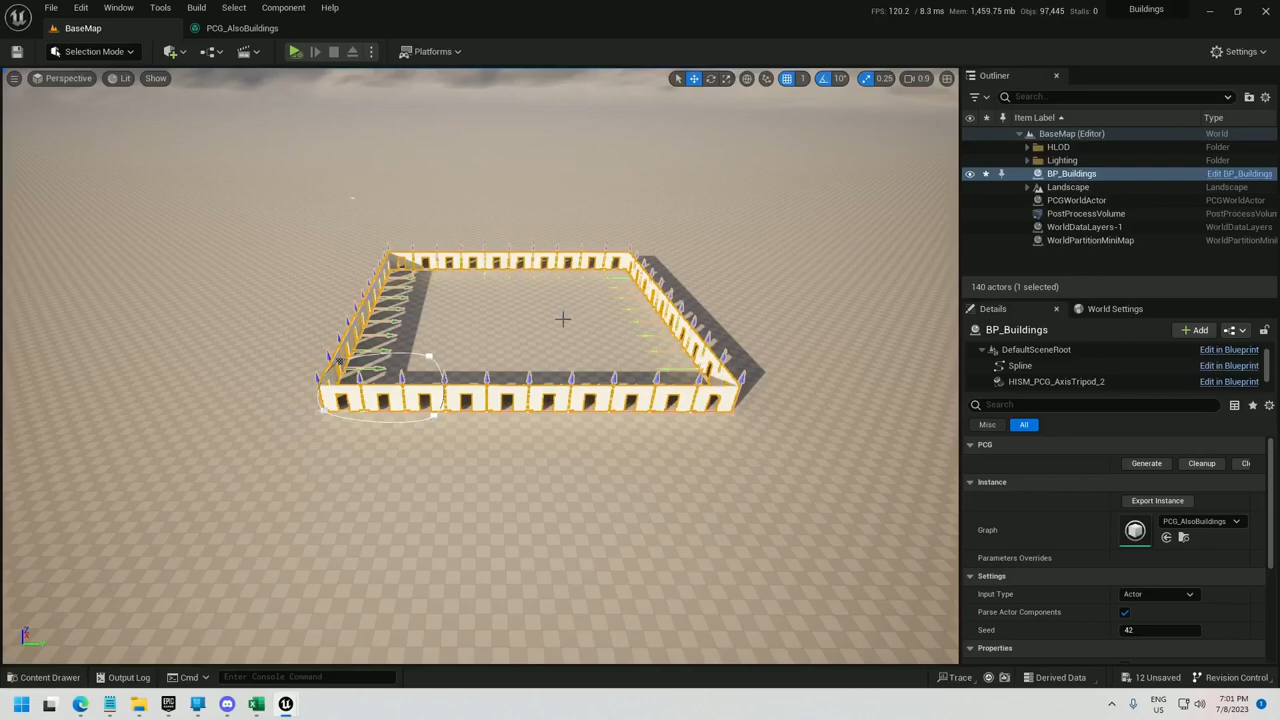 File Edit Window Tools Build Select Component Help
FPS: 120.2 / 8.3 ms Mem: 1,459.75 mb Objs: 97,445 Stalls: 0
Buildings
BaseMap
PCG_AlsoBuildings
Selection Mode
Platforms
Settings
Perspective Lit Show
1 10° 0.25 0.9
Outliner
Search...
Item Label Type
BaseMap (Editor) World
HLOD Folder
Lighting Folder
BP_Buildings Edit BP_Buildings
Landscape Landscape
PCGWorldActor PCGWorldActor
PostProcessVolume PostProcessVolum
WorldDataLayers-1 WorldDataLayers
WorldPartitionMiniMap WorldPartitionMini
140 actors (1 selected)
Details World Settings
BP_Buildings Add
DefaultSceneRoot Edit in Blueprint
Spline Edit in Blueprint
HISM_PCG_AxisTripod_2 Edit in Blueprint
Search
Misc All
PCG
Generate Cleanup Cl
Instance
Export Instance
PCG_AlsoBuildings
Graph
Parameters Overrides
Settings
Input Type Actor
Parse Actor Components
Seed 42
Properties
Content Drawer Output Log Cmd Enter Console Command
Trace Derived Data 12 Unsaved Revision Control
EPIC
ENG
US
7:01 PM
7/8/2023
1